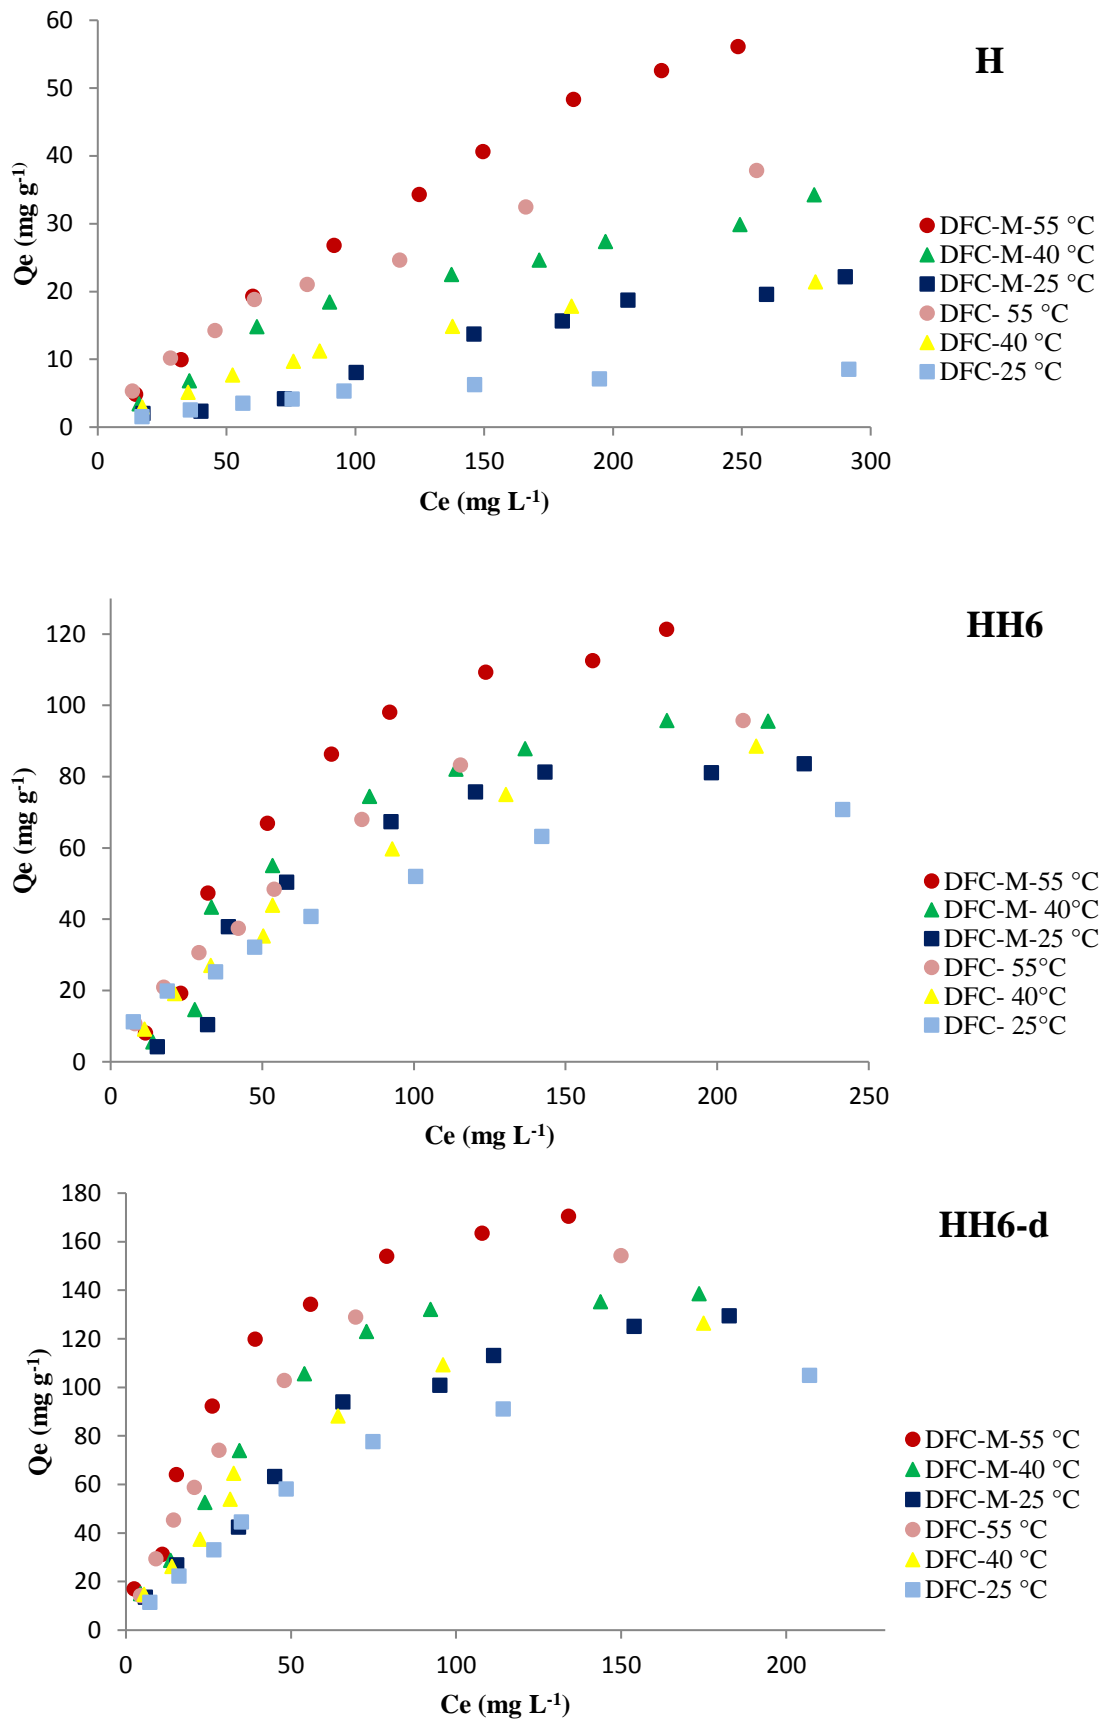 H
60
50
40
30
20
10
0
0 50 100 150 200 250 300
Qe (mg g-1)
Ce (mg L-1)
DFC-M-55 °C
DFC-M-40 °C
DFC-M-25 °C
DFC- 55 °C
DFC-40 °C
DFC-25 °C
HH6
120
100
80
60
40
20
0
0 50 100 150 200 250
Qe (mg g-1)
Ce (mg L-1)
DFC-M-55 °C
DFC-M- 40°C
DFC-M-25 °C
DFC- 55°C
DFC- 40°C
DFC- 25°C
HH6-d
180
160
140
120
100
80
60
40
20
0
0 50 100 150 200
Qe (mg g-1)
Ce (mg L-1)
DFC-M-55 °C
DFC-M-40 °C
DFC-M-25 °C
DFC-55 °C
DFC-40 °C
DFC-25 °C